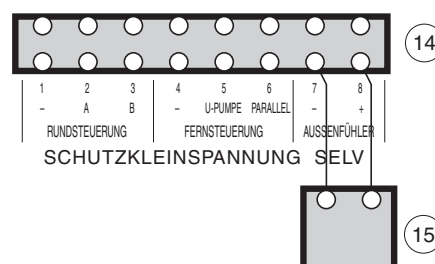 14
1 2 3 4 5 6 7 8
– A B – U-PUMPE PARALLEL – +
RUNDSTEUERUNG FERNSTEUERUNG AUSSENFÜHLER
SCHUTZKLEINSPANNUNG SELV
15